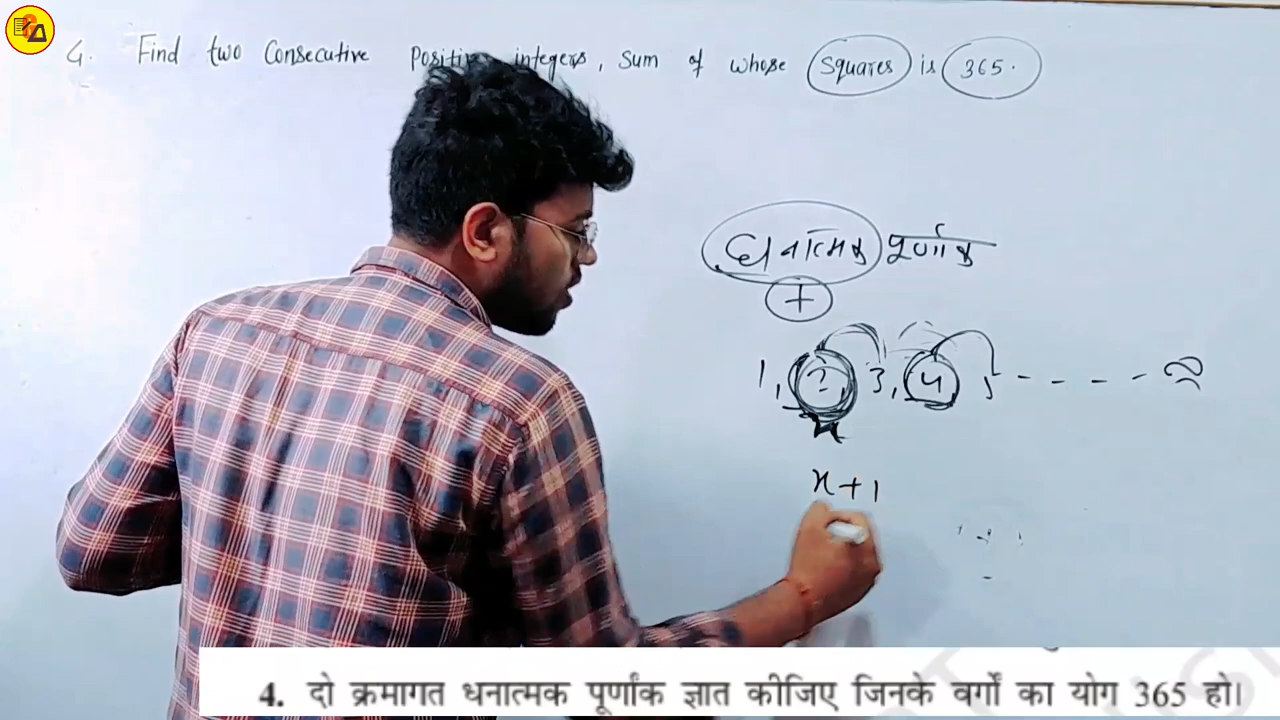 4. Find two Consecutive Positive integers, sum of whose Squares is 365.
धनात्मक पूर्णांक
+
1, 2, 3, 4, 5 - - - -
x + 1
4. दो क्रमागत धनात्मक पूर्णांक ज्ञात कीजिए जिनके वर्गों का योग 365 हो।